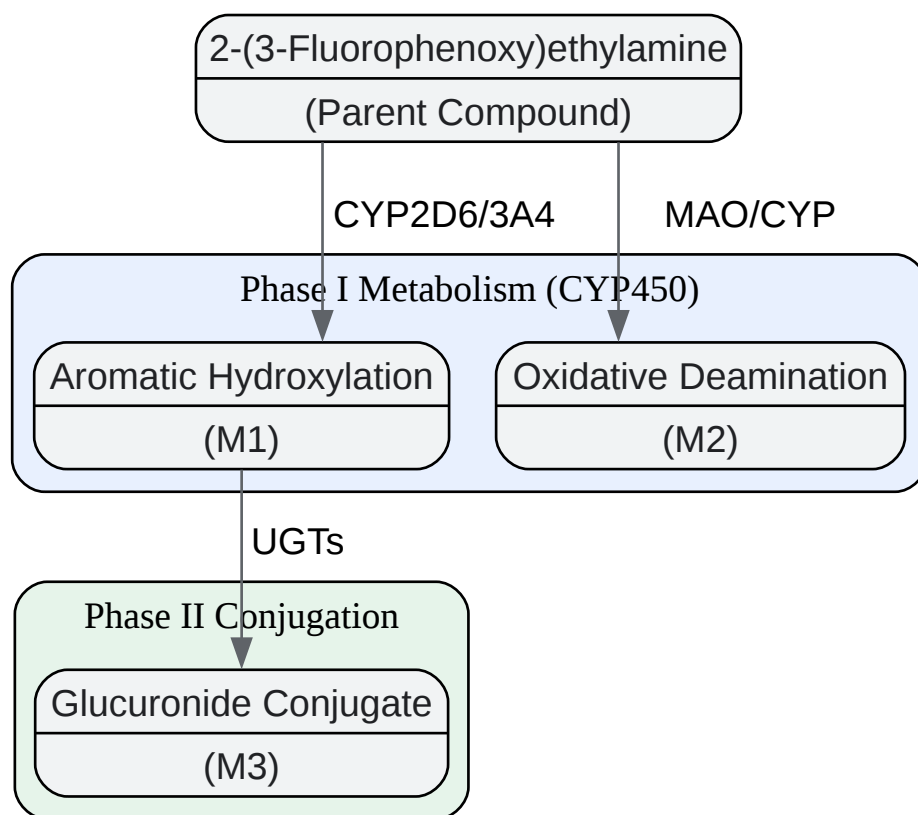 2-(3-Fluorophenoxy)ethylamine
(Parent Compound)
CYP2D6/3A4
MAO/CYP
Phase I Metabolism (CYP450)
Aromatic Hydroxylation
(M1)
Oxidative Deamination
(M2)
UGTs
Phase II Conjugation
Glucuronide Conjugate
(M3)